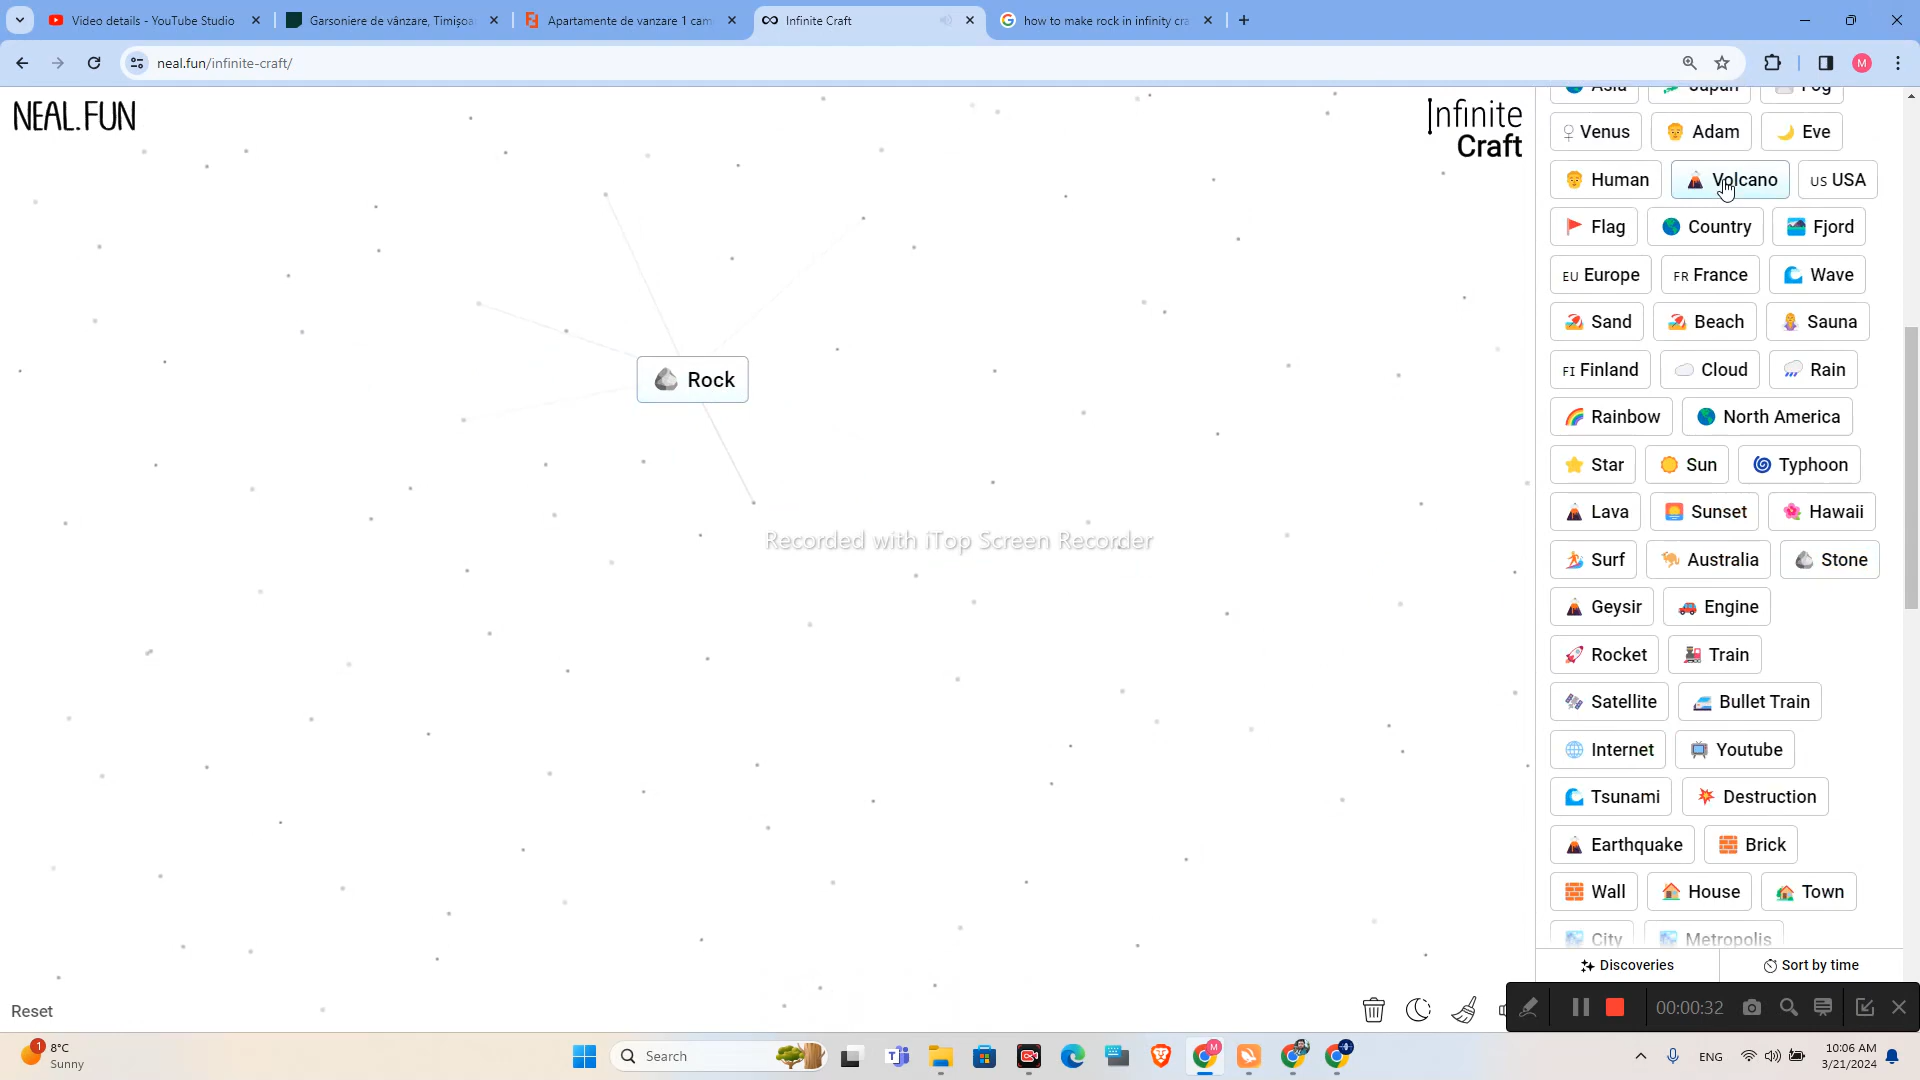 Video details - YouTube Studio
Garsoniere de vânzare, Timișoa
Apartamente de vanzare 1 cam
Infinite Craft
how to make rock in infinity cra
neal.fun/infinite-craft/
M
NEAL.FUN
Infinite
Craft
Asia Japan Fog
Venus Adam Eve
Human Volcano US USA
Flag Country Fjord
EU Europe FR France Wave
Sand Beach Sauna
FI Finland Cloud Rain
Rainbow North America
Star Sun Typhoon
Lava Sunset Hawaii
Surf Australia Stone
Geysir Engine
Rocket Train
Satellite Bullet Train
Internet Youtube
Tsunami Destruction
Earthquake Brick
Wall House Town
City Metropolis
Rock
Recorded with iTop Screen Recorder
Discoveries Sort by time
Reset
00:00:32
1
8°C
Sunny
Search
M
ENG
10:06 AM
3/21/2024